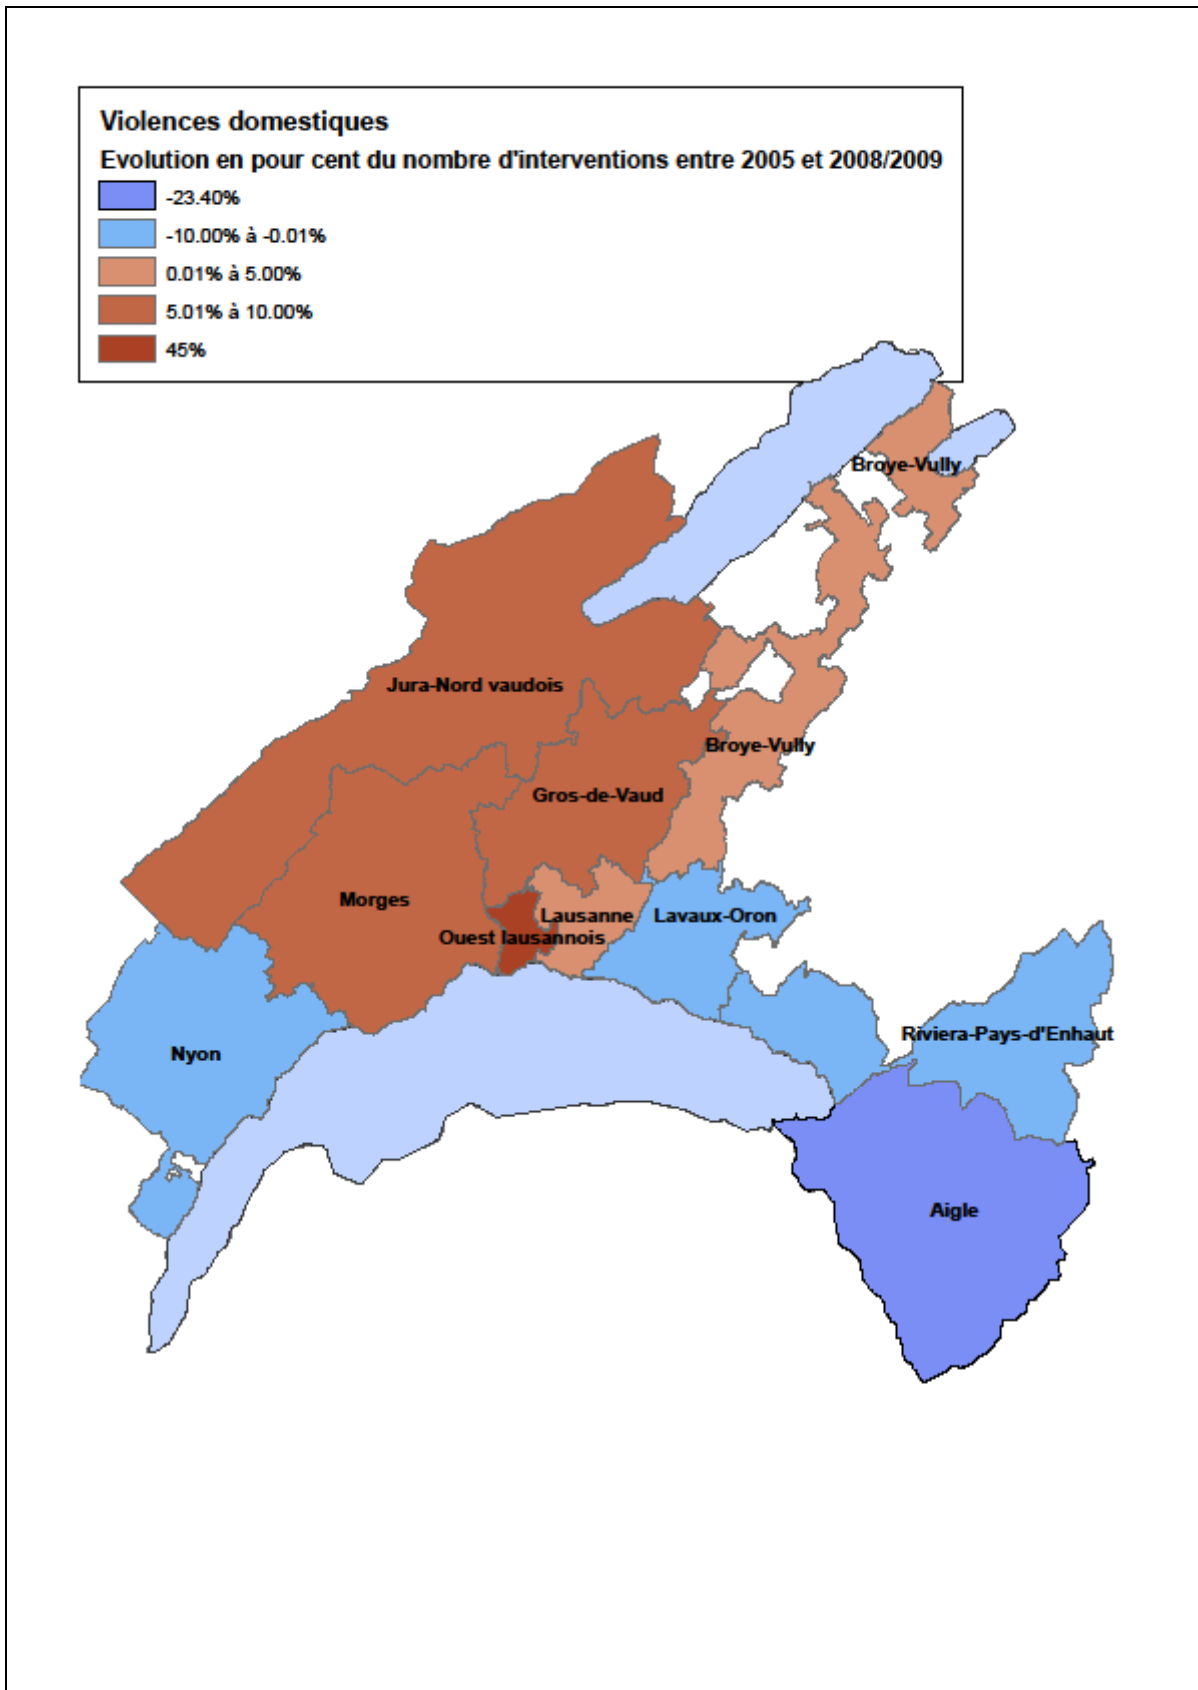 Violences domestiques
Evolution en pour cent du nombre d'interventions entre 2005 et 2008/2009
-23.40%
-10.00% à -0.01%
0.01% à 5.00%
5.01% à 10.00%
45%
Broye-Vully
Jura-Nord vaudois
Broye-Vully
Gros-de-Vaud
Morges
Lausanne
Lavaux-Oron
Ouest lausannois
Riviera-Pays-d'Enhaut
Nyon
Aigle